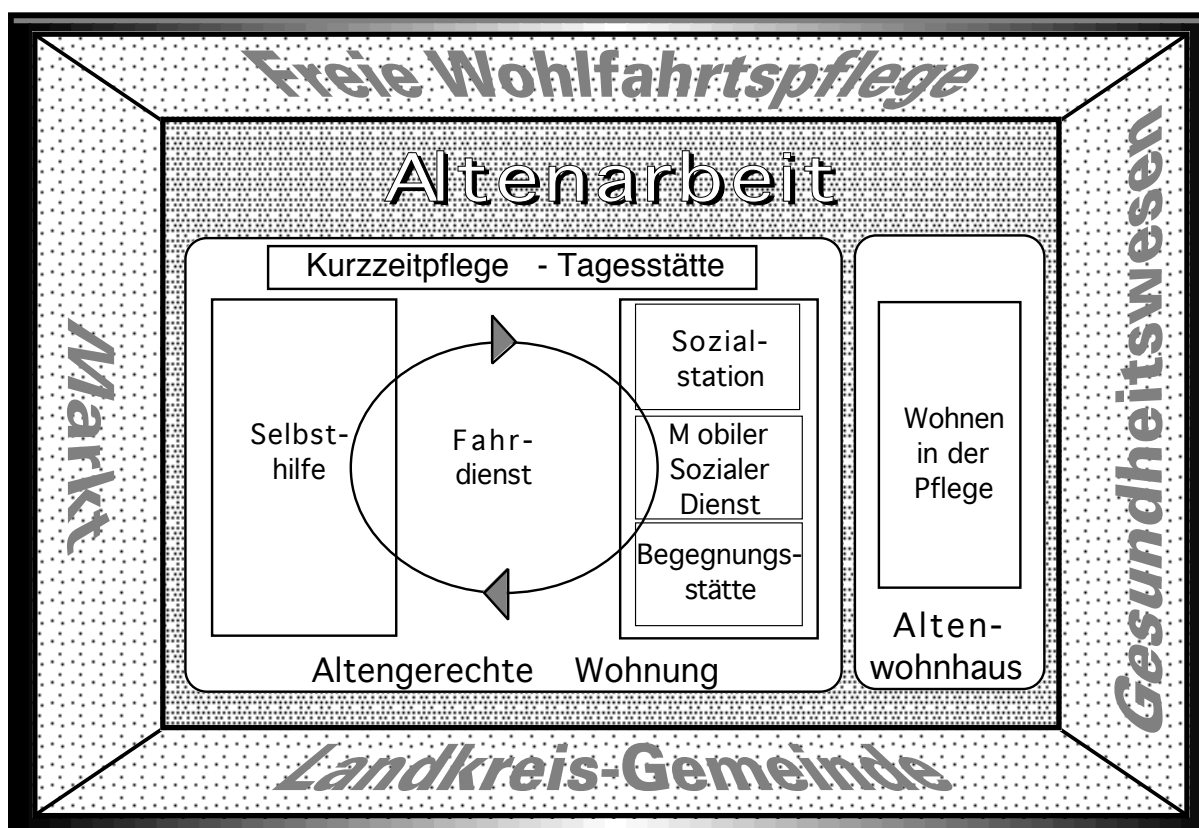 Freie Wohlfahrtspflege
Altenarbeit
Kurzzeitpflege - Tagesstätte
Selbst-
hilfe
Fahr-
dienst
Sozial-
station
Mobiler
Sozialer
Dienst
Begegnungs-
stätte
Altengerechte Wohnung
Wohnen
in der
Pflege
Alten-
wohnhaus
Markt
Gesundheitswesen
Landkreis-Gemeinde